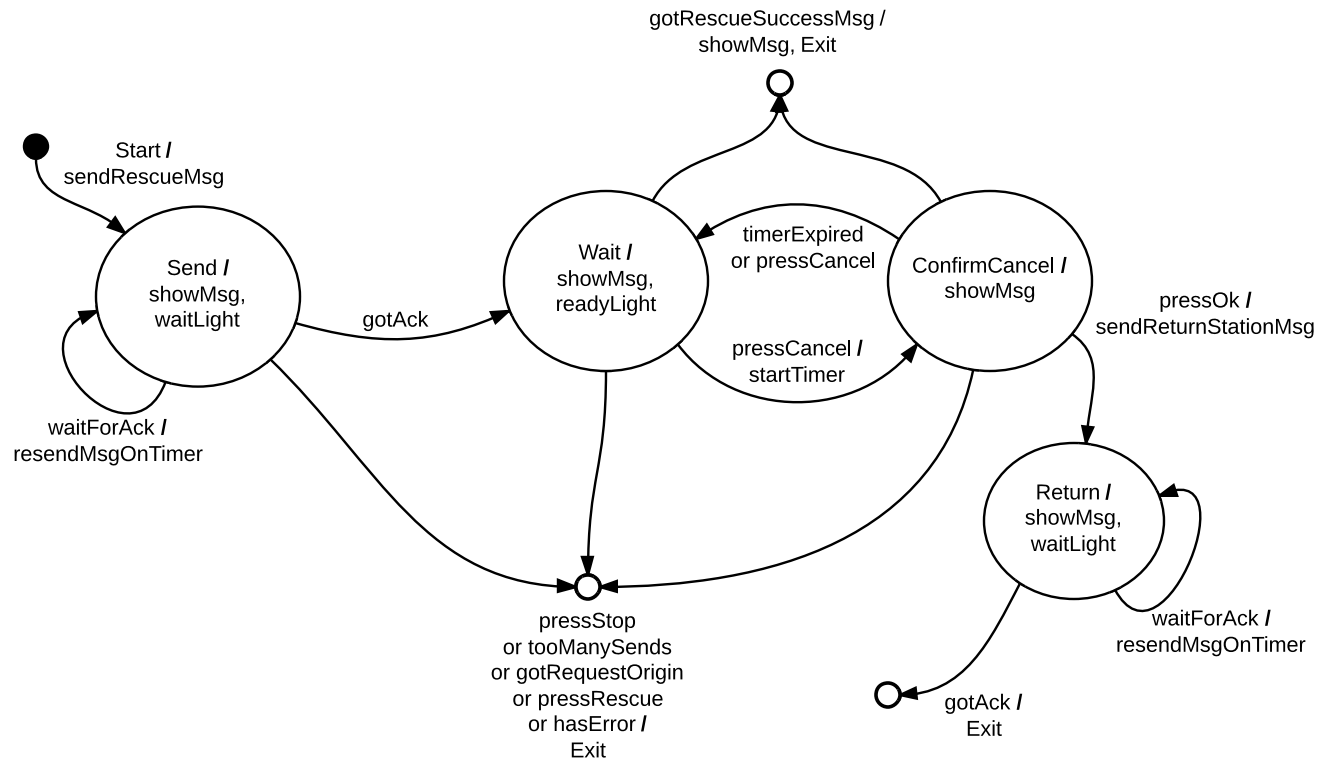 gotRescueSuccessMsg /
showMsg, Exit
Start /
sendRescueMsg
Send /
showMsg,
waitLight
waitForAck /
resendMsgOnTimer
gotAck
Wait /
showMsg,
readyLight
timerExpired
or pressCancel
pressCancel /
startTimer
ConfirmCancel /
showMsg
pressOk /
sendReturnStationMsg
Return /
showMsg,
waitLight
waitForAck /
resendMsgOnTimer
pressStop
or tooManySends
or gotRequestOrigin
or pressRescue
or hasError /
Exit
gotAck /
Exit